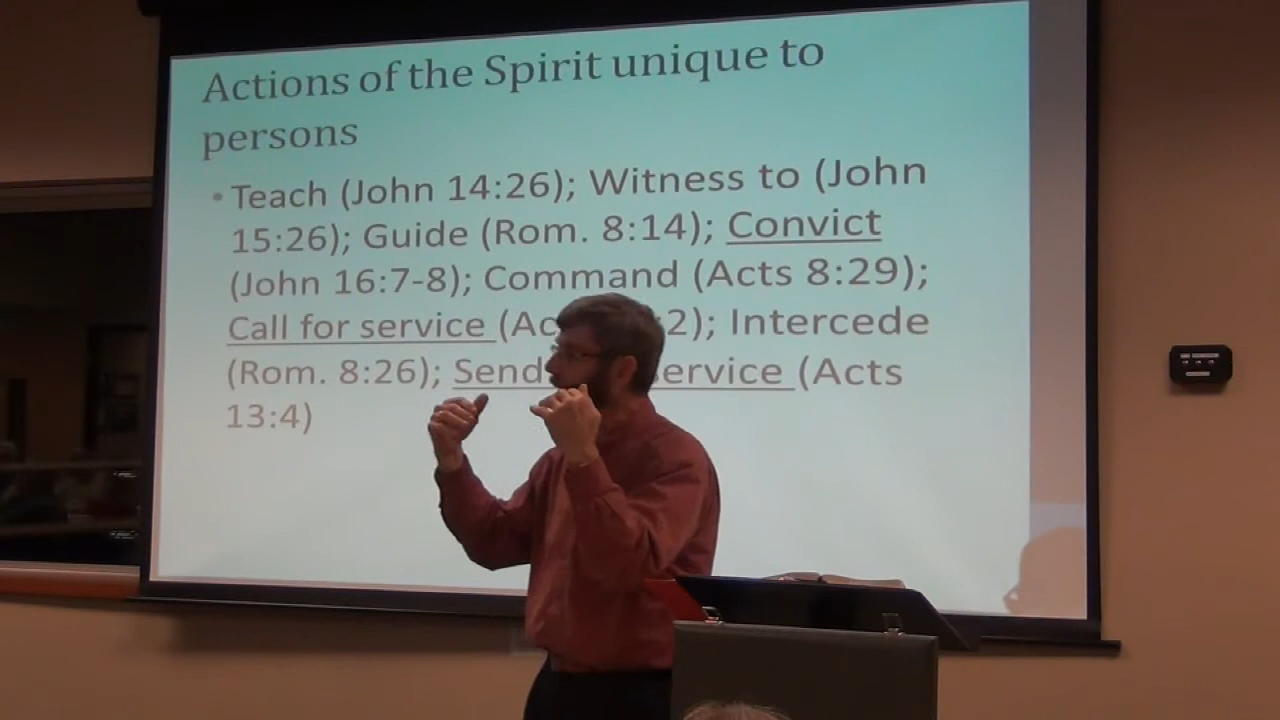 Actions of the Spirit unique to
persons
• Teach (John 14:26); Witness to (John
15:26); Guide (Rom. 8:14); Convict
(John 16:7-8); Command (Acts 8:29);
Call for service (Ac :2); Intercede
(Rom. 8:26); Send ervice (Acts
13:4)